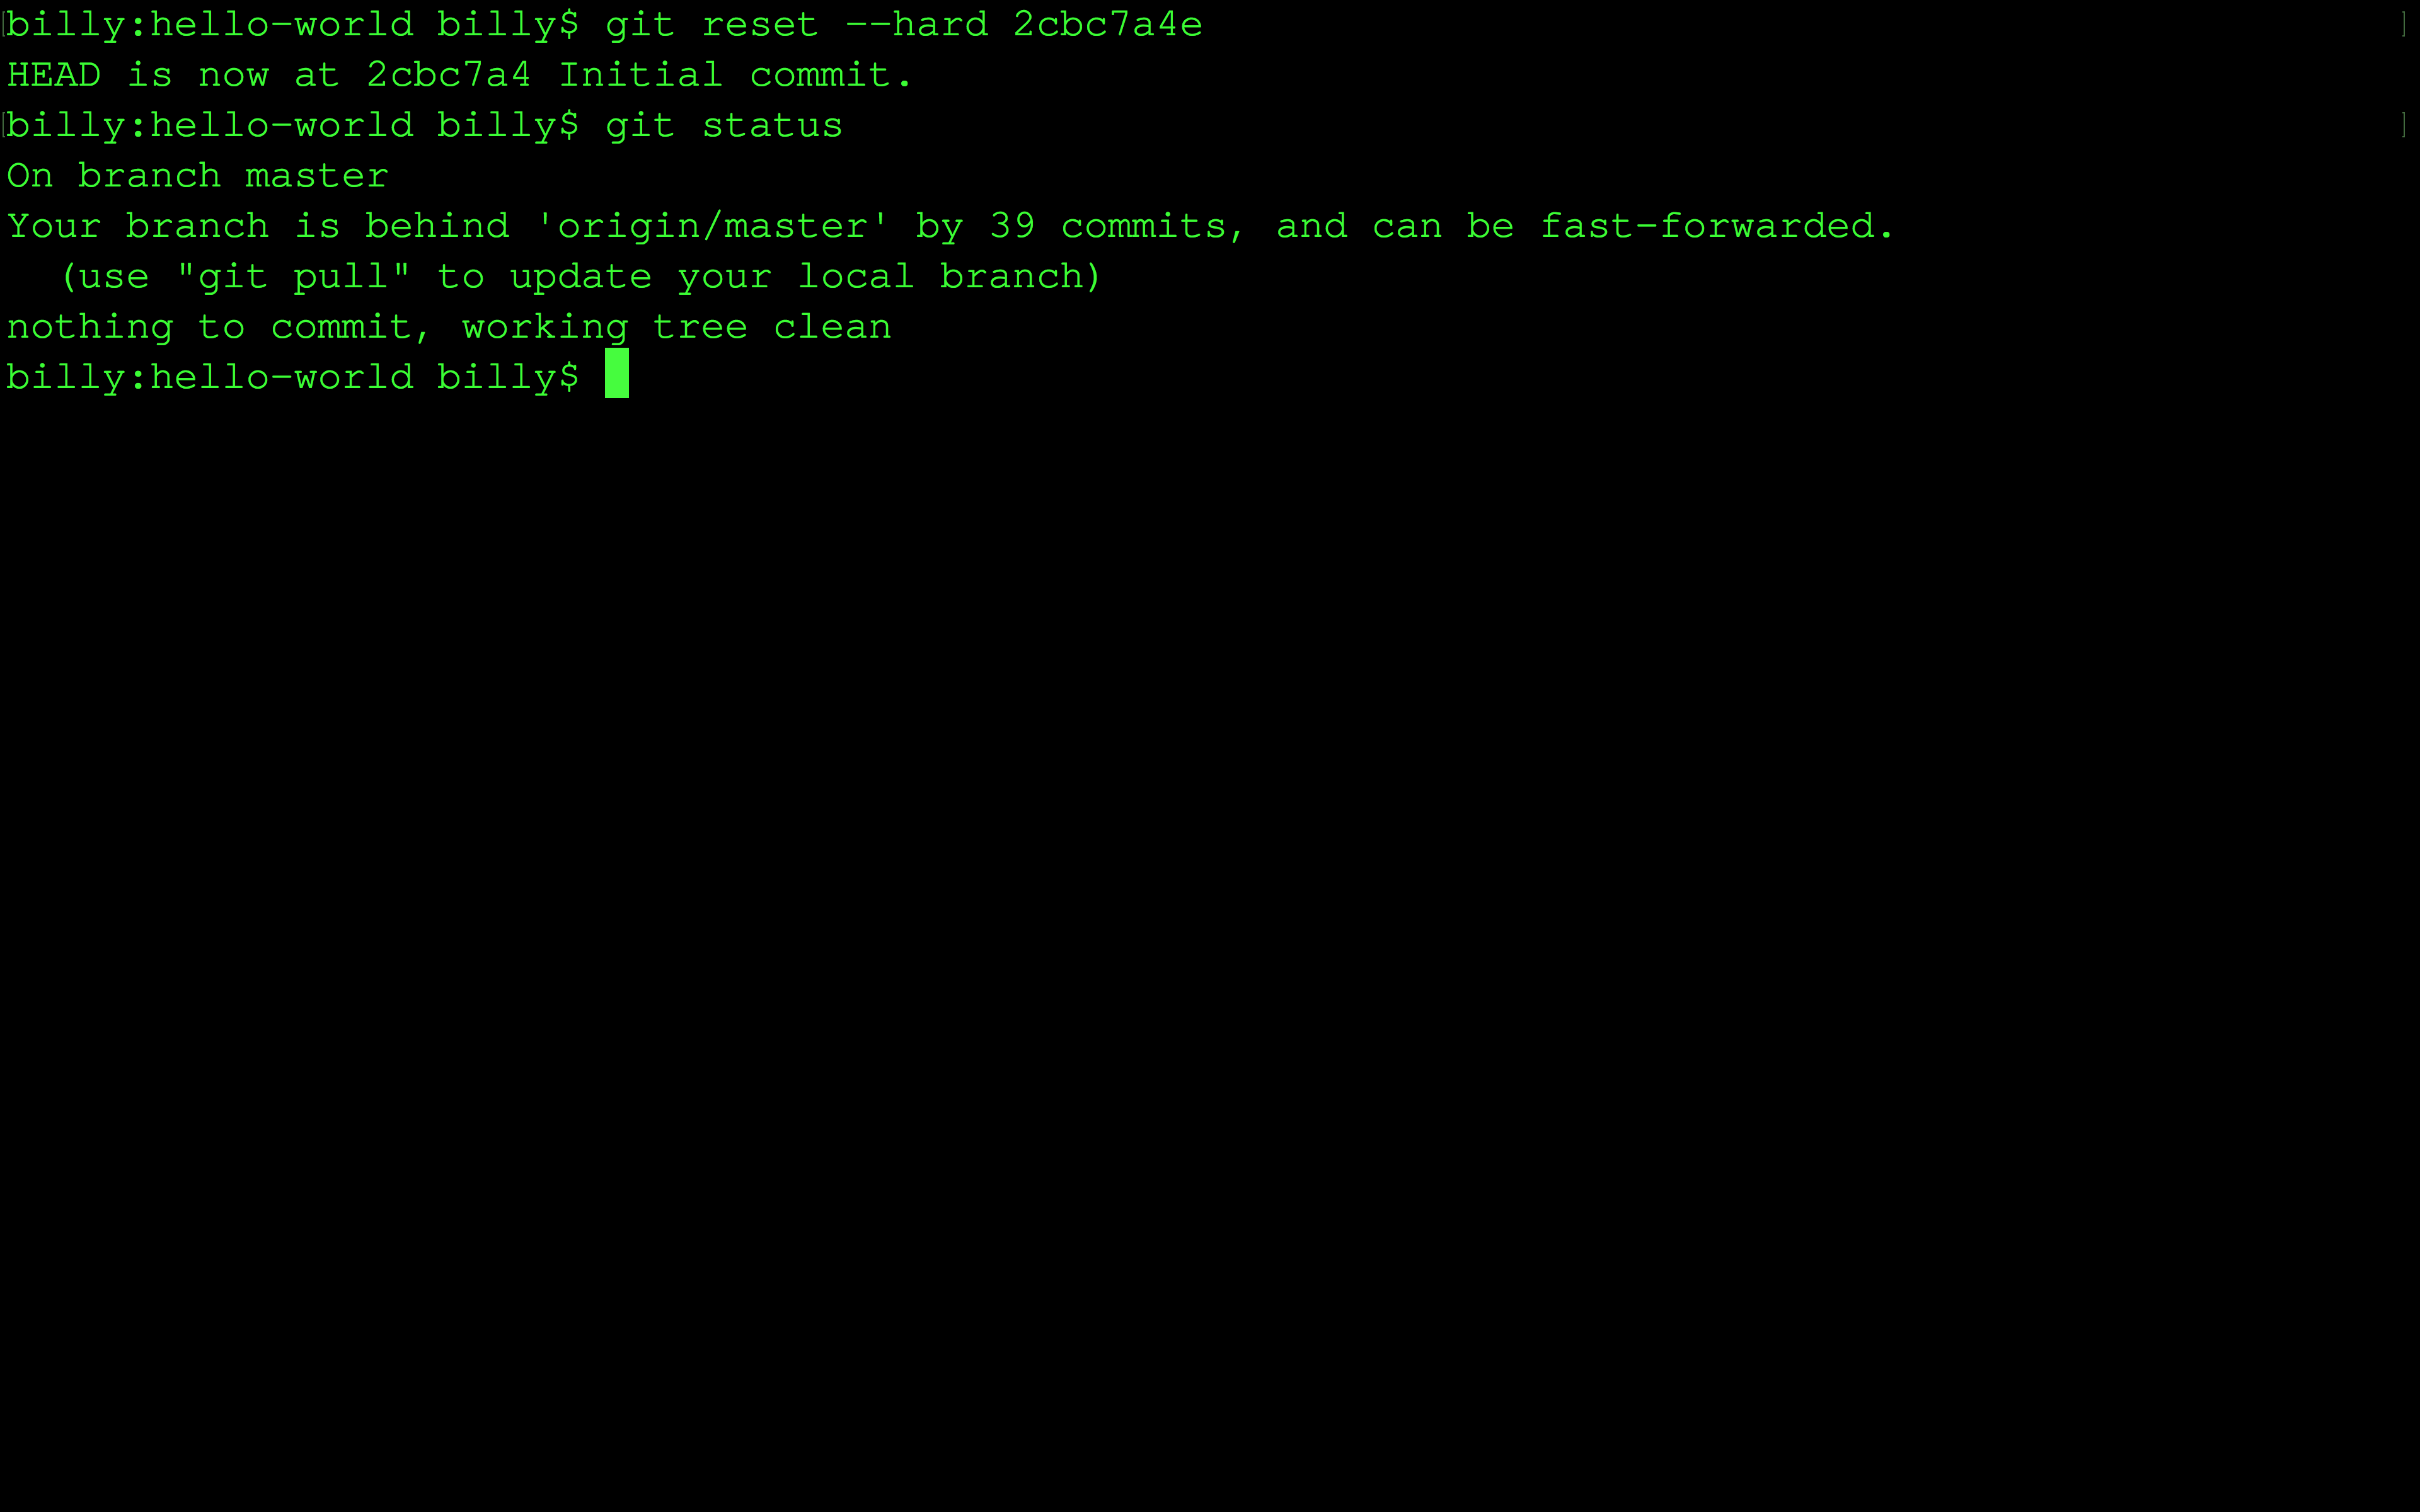 [billy:hello-world billy$ git reset --hard 2cbc7a4e ]
HEAD is now at 2cbc7a4 Initial commit.
[billy:hello-world billy$ git status ]
On branch master
Your branch is behind 'origin/master' by 39 commits, and can be fast-forwarded.
  (use "git pull" to update your local branch)
nothing to commit, working tree clean
billy:hello-world billy$